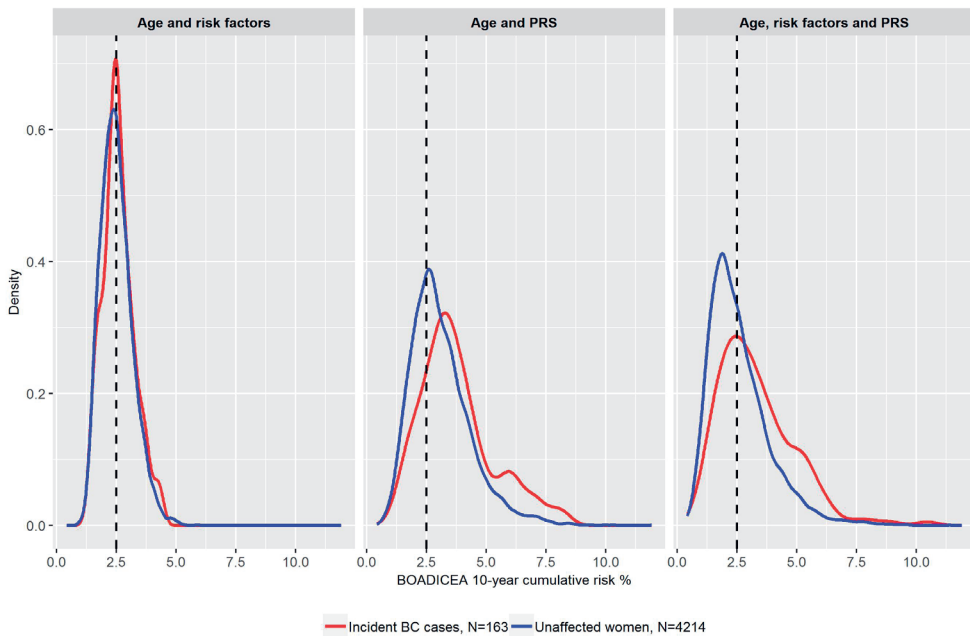 Age and risk factors
Age and PRS
Age, risk factors and PRS
0.6
0.4
0.2
0.0
Density
0.0 2.5 5.0 7.5 10.0
0.0 2.5 5.0 7.5 10.0
0.0 2.5 5.0 7.5 10.0
BOADICEA 10-year cumulative risk %
Incident BC cases, N=163 Unaffected women, N=4214